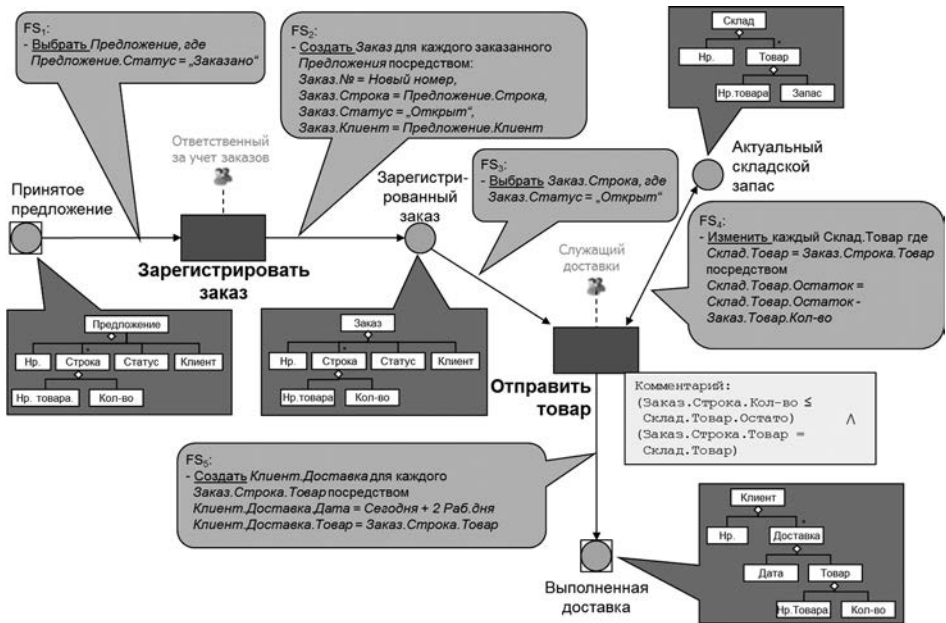 FS₁:
- Выбрать Предложение, где
Предложение.Статус = „Заказано“
FS₂:
- Создать Заказ для каждого заказанного
Предложения посредством:
Заказ.№ = Новый номер,
Заказ.Строка = Предложение.Строка,
Заказ.Статус = „Открыт“,
Заказ.Клиент = Предложение.Клиент
Склад
Нр.
*
Товар
Нр.товара
Запас
Ответственный
за учет заказов
Принятое
предложение
Зарегистри-
рованный
заказ
Актуальный
складской
запас
FS₃:
- Выбрать Заказ.Строка, где
Заказ.Статус = „Открыт“
Зарегистрировать
заказ
Служащий
доставки
FS₄:
- Изменить каждый Склад.Товар где
Склад.Товар = Заказ.Строка.Товар
посредством
Склад.Товар.Остаток =
Склад.Товар.Остаток -
Заказ.Товар.Кол-во
Предложение
Нр.
*
Строка
Статус
Клиент
Нр. товара.
Кол-во
Заказ
Нр.
*
Строка
Статус
Клиент
Нр.товара
Кол-во
Отправить
товар
Комментарий:
(Заказ.Строка.Кол-во ≤
Склад.Товар.Остато) ∧
(Заказ.Строка.Товар =
Склад.Товар)
FS₅:
- Создать Клиент.Доставка для каждого
Заказ.Строка.Товар посредством
Клиент.Доставка.Дата = Сегодня + 2 Раб.дня
Клиент.Доставка.Товар = Заказ.Строка.Товар
Клиент
Нр.
*
Доставка
Дата
Товар
Нр.Товара.
Кол-во
Выполненная
доставка